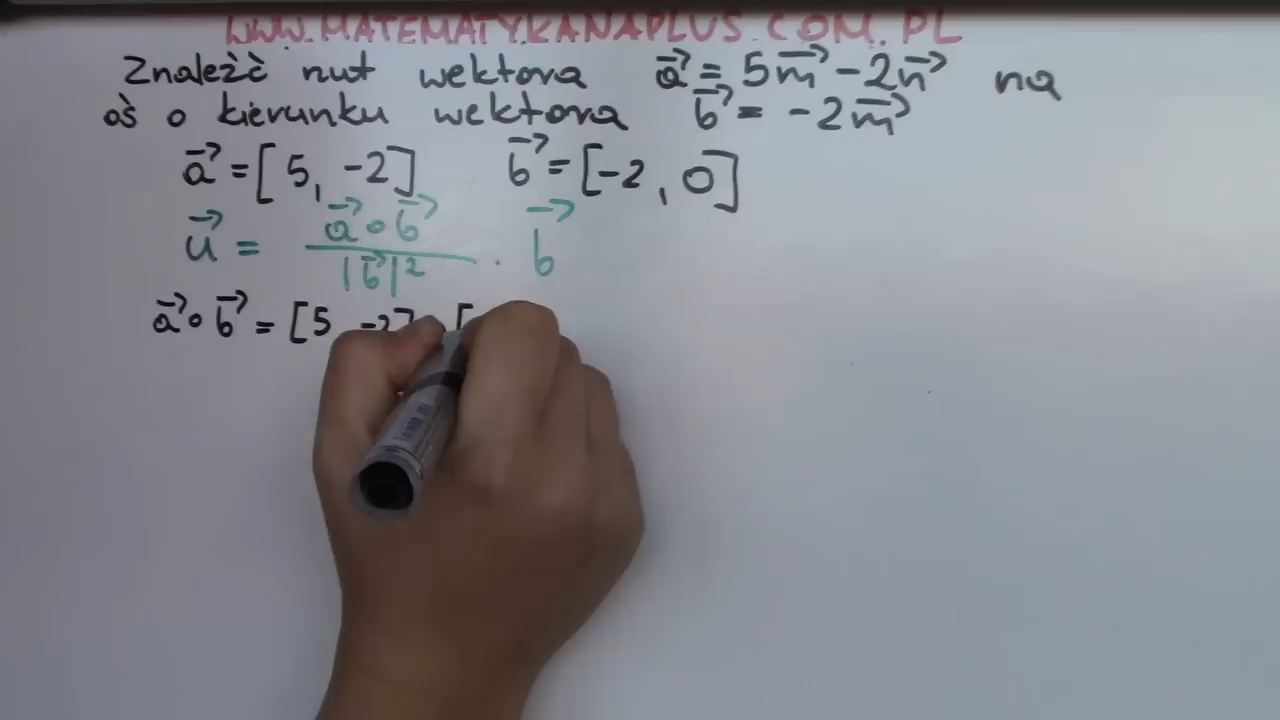 WWW.MATEMATYKANAPLUS.COM.PL
Znaleźć rzut wektora a⃗ = 5m⃗ - 2n⃗ na
oś o kierunku wektora b⃗ = -2m⃗
a⃗ = [5, -2] b⃗ = [-2, 0]
u⃗ = a⃗∘b⃗ / |b⃗|² · b⃗
a⃗∘b⃗ = [5 -2] [